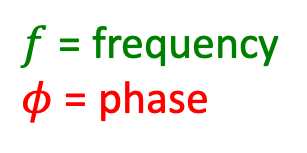 f = frequency
ϕ = phase